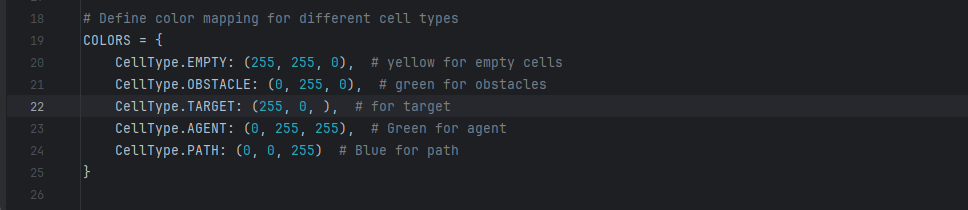 18 # Define color mapping for different cell types
19 COLORS = {
20     CellType.EMPTY: (255, 255, 0),  # yellow for empty cells
21     CellType.OBSTACLE: (0, 255, 0),  # green for obstacles
22     CellType.TARGET: (255, 0, ),  # for target
23     CellType.AGENT: (0, 255, 255),  # Green for agent
24     CellType.PATH: (0, 0, 255)  # Blue for path
25 }
26